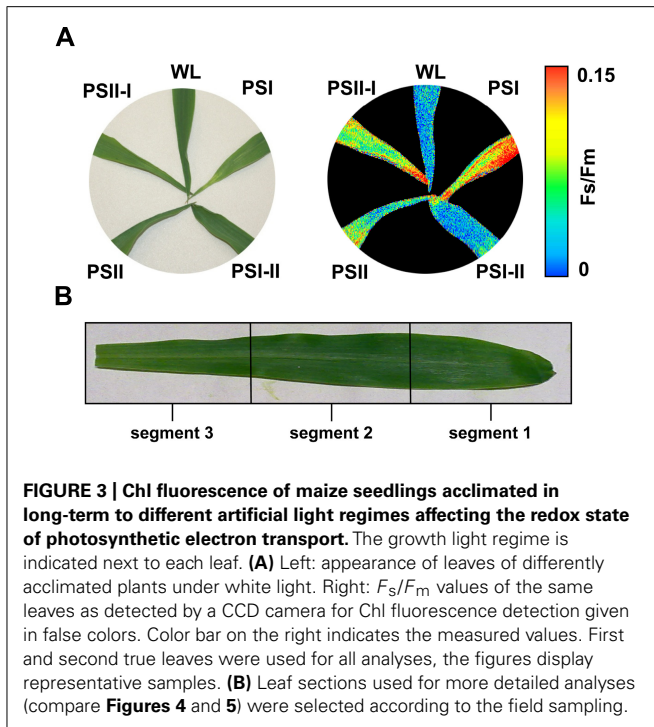 A
WL
PSII-I
PSI
PSII
PSI-II
WL
PSII-I
PSI
PSII
PSI-II
0.15
Fs/Fm
0
B
segment 3
segment 2
segment 1
FIGURE 3 | Chl fluorescence of maize seedlings acclimated in
long-term to different artificial light regimes affecting the redox state
of photosynthetic electron transport. The growth light regime is
indicated next to each leaf. (A) Left: appearance of leaves of differently
acclimated plants under white light. Right: Fs/Fm values of the same
leaves as detected by a CCD camera for Chl fluorescence detection given
in false colors. Color bar on the right indicates the measured values. First
and second true leaves were used for all analyses, the figures display
representative samples. (B) Leaf sections used for more detailed analyses
(compare Figures 4 and 5) were selected according to the field sampling.